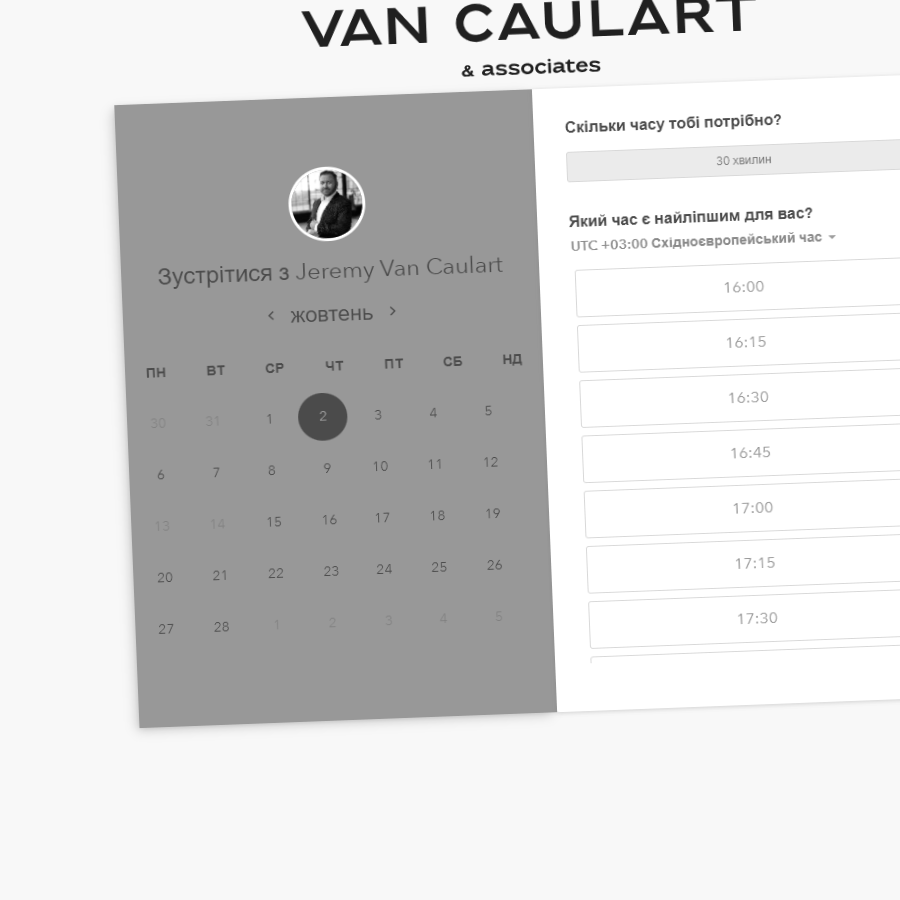 VAN CAULART
& associates
Зустрітися з Jeremy Van Caulart
жовтень
ПН ВТ СР ЧТ ПТ СБ НД
30 31 1 2 3 4 5
6 7 8 9 10 11 12
13 14 15 16 17 18 19
20 21 22 23 24 25 26
27 28 1 2 3 4 5
Скільки часу тобі потрібно?
30 хвилин
Який час є найліпшим для вас?
UTC +03:00 Східноєвропейський час
16:00
16:15
16:30
16:45
17:00
17:15
17:30